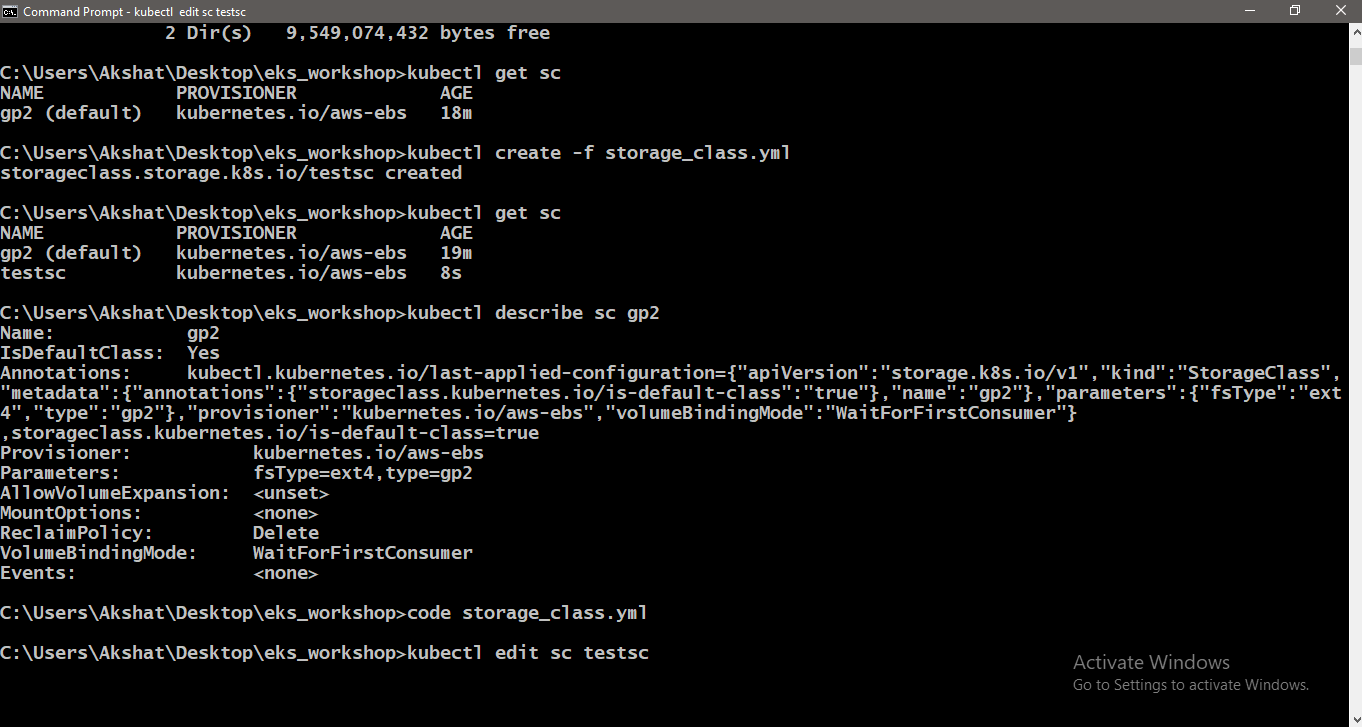 Command Prompt - kubectl  edit sc testsc
               2 Dir(s)   9,549,074,432 bytes free
C:\Users\Akshat\Desktop\eks_workshop>kubectl get sc
NAME            PROVISIONER             AGE
gp2 (default)   kubernetes.io/aws-ebs   18m
C:\Users\Akshat\Desktop\eks_workshop>kubectl create -f storage_class.yml
storageclass.storage.k8s.io/testsc created
C:\Users\Akshat\Desktop\eks_workshop>kubectl get sc
NAME            PROVISIONER             AGE
gp2 (default)   kubernetes.io/aws-ebs   19m
testsc          kubernetes.io/aws-ebs   8s
C:\Users\Akshat\Desktop\eks_workshop>kubectl describe sc gp2
Name:            gp2
IsDefaultClass:  Yes
Annotations:     kubectl.kubernetes.io/last-applied-configuration={"apiVersion":"storage.k8s.io/v1","kind":"StorageClass",
"metadata":{"annotations":{"storageclass.kubernetes.io/is-default-class":"true"},"name":"gp2"},"parameters":{"fsType":"ext
4","type":"gp2"},"provisioner":"kubernetes.io/aws-ebs","volumeBindingMode":"WaitForFirstConsumer"}
,storageclass.kubernetes.io/is-default-class=true
Provisioner:           kubernetes.io/aws-ebs
Parameters:            fsType=ext4,type=gp2
AllowVolumeExpansion:  <unset>
MountOptions:          <none>
ReclaimPolicy:         Delete
VolumeBindingMode:     WaitForFirstConsumer
Events:                <none>
C:\Users\Akshat\Desktop\eks_workshop>code storage_class.yml
C:\Users\Akshat\Desktop\eks_workshop>kubectl edit sc testsc
Activate Windows
Go to Settings to activate Windows.